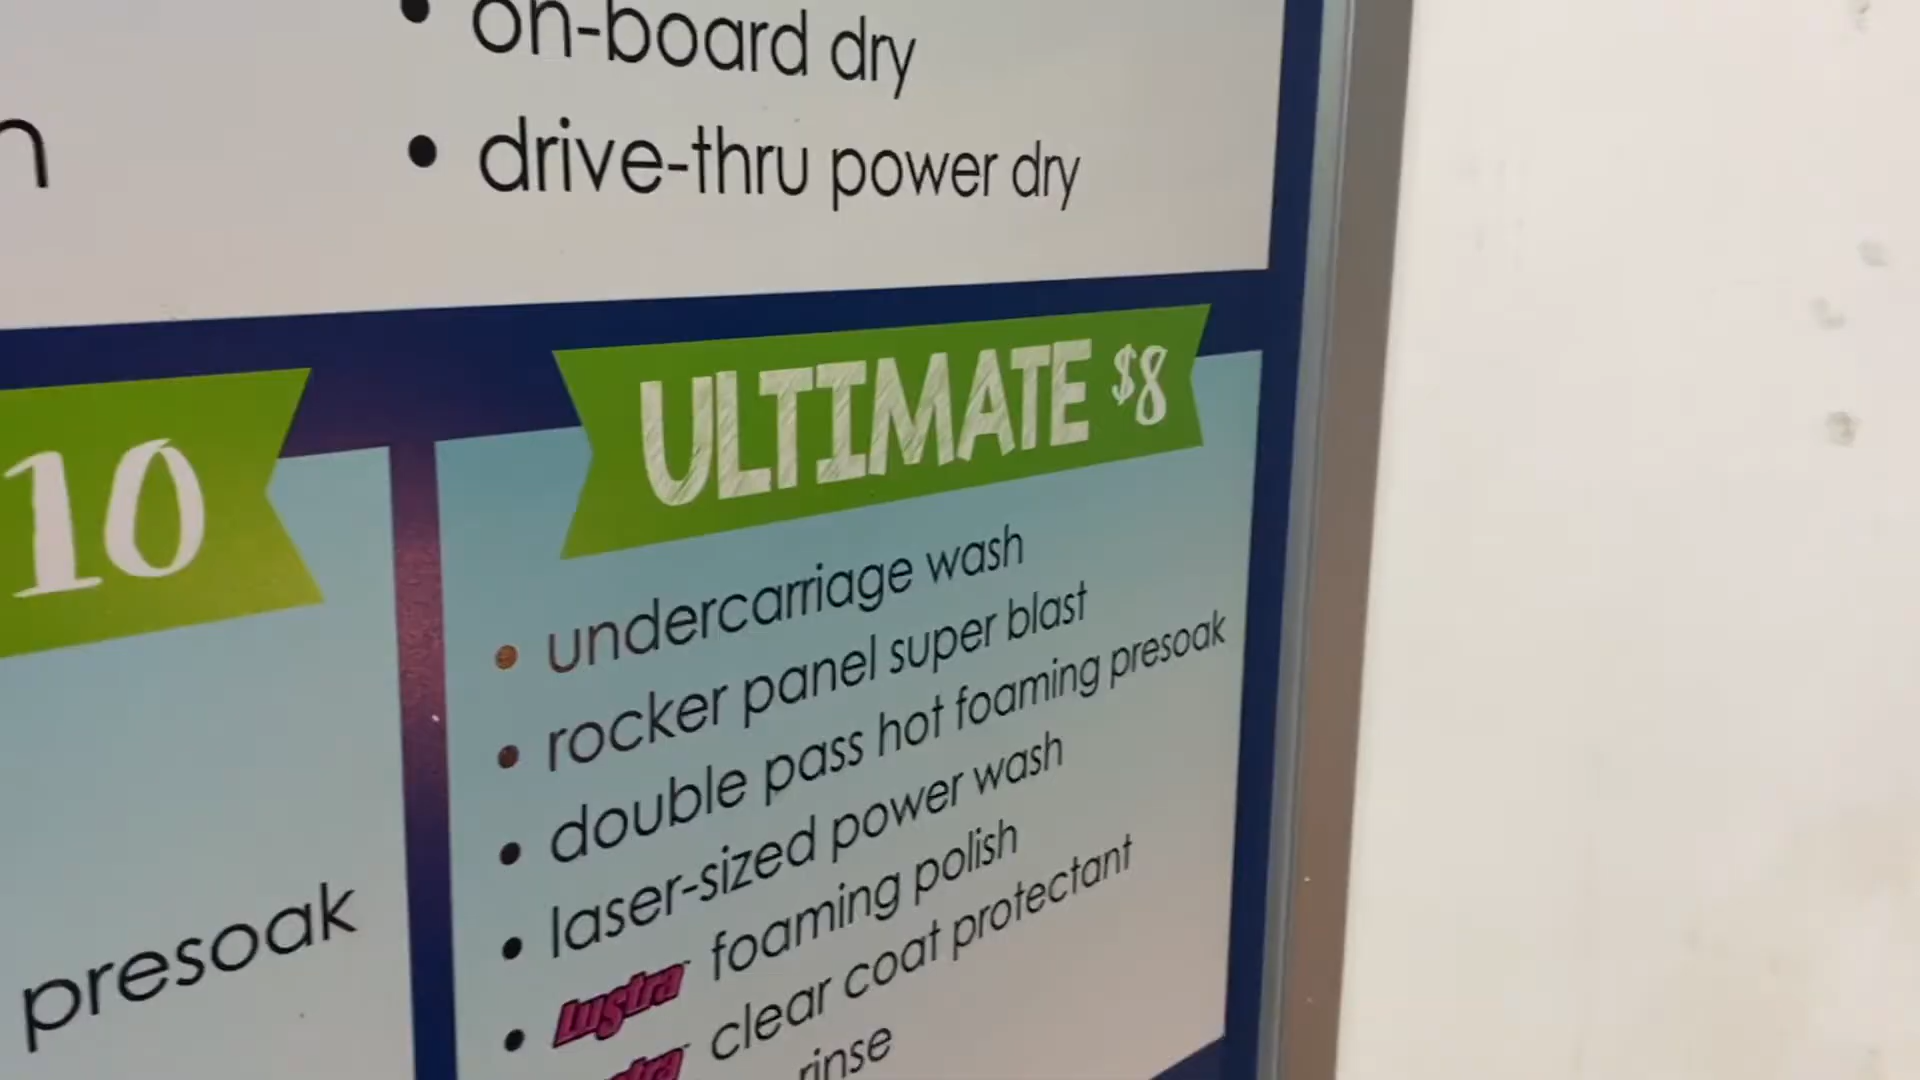 • on-board dry
• drive-thru power dry
10
presoak
ULTIMATE $8
• undercarriage wash
• rocker panel super blast
• double pass hot foaming presoak
• laser-sized power wash
• Lustra foaming polish
clear coat protectant
rinse